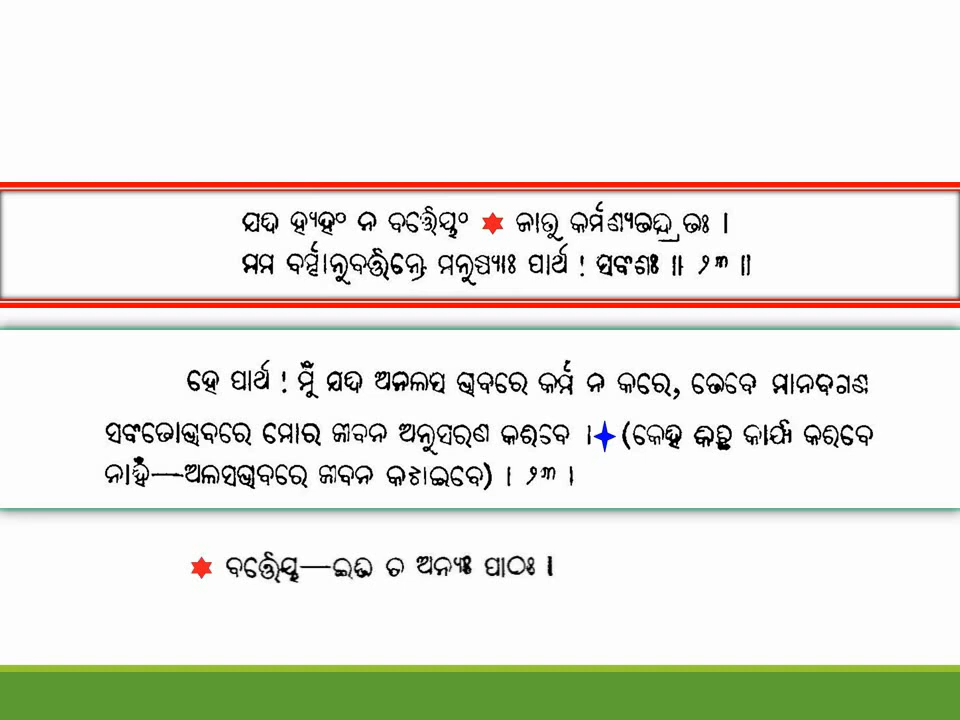 ଯଦି ହ୍ୟହଂ ନ ବର୍ତ୍ତେୟଂ ଜାତୁ କର୍ମଣ୍ୟତନ୍ଦ୍ରିତଃ ।
ମମ ବର୍ତ୍ମାନୁବର୍ତ୍ତନ୍ତେ ମନୁଷ୍ୟାଃ ପାର୍ଥ ! ସର୍ବଶଃ ॥ ୨୩ ॥
ହେ ପାର୍ଥ ! ମୁଁ ଯଦି ଅନଳସ ଭାବରେ କର୍ମ ନ କରେ, ତେବେ ମାନବଗଣ
ସର୍ବତୋଭାବରେ ମୋର ଜୀବନ ଅନୁସରଣ କରିବେ । (କେହି କିଛି କାର୍ଯ୍ୟ କରିବେ
ନାହିଁ—ଅଳସଭାବରେ ଜୀବନ କଟାଇବେ) । ୨୩ ।
ବର୍ତ୍ତେୟ—ଇତି ଚ ଅନ୍ୟଃ ପାଠଃ ।